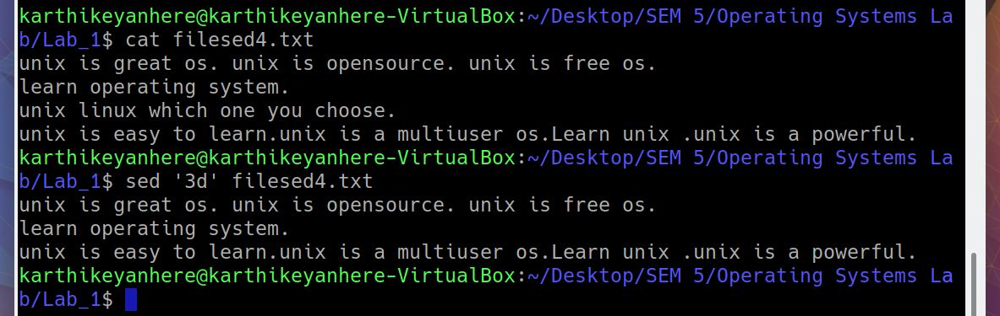 karthikeyanhere@karthikeyanhere-VirtualBox:~/Desktop/SEM 5/Operating Systems La
b/Lab_1$ cat filesed4.txt
unix is great os. unix is opensource. unix is free os.
learn operating system.
unix linux which one you choose.
unix is easy to learn.unix is a multiuser os.Learn unix .unix is a powerful.
karthikeyanhere@karthikeyanhere-VirtualBox:~/Desktop/SEM 5/Operating Systems La
b/Lab_1$ sed '3d' filesed4.txt
unix is great os. unix is opensource. unix is free os.
learn operating system.
unix is easy to learn.unix is a multiuser os.Learn unix .unix is a powerful.
karthikeyanhere@karthikeyanhere-VirtualBox:~/Desktop/SEM 5/Operating Systems La
b/Lab_1$